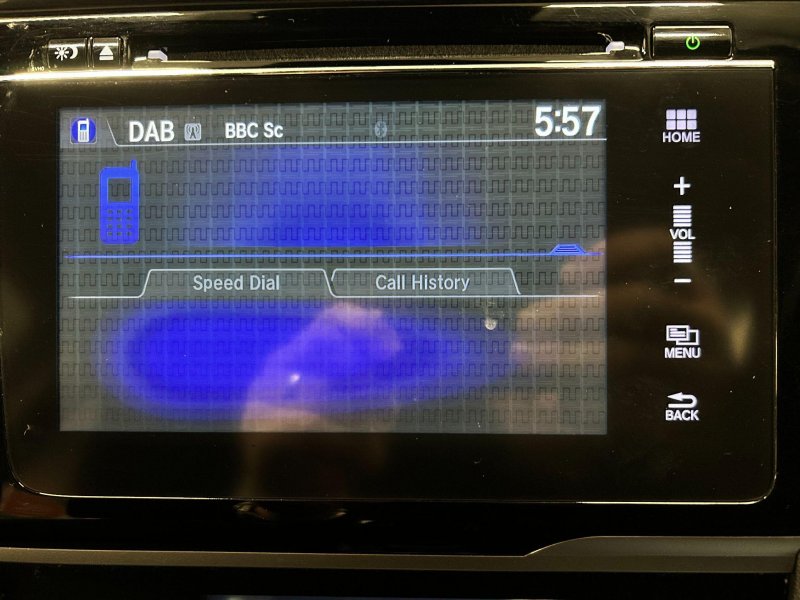 DAB BBC Sc 5:57
HOME
+
VOL
−
Speed Dial Call History
MENU
BACK